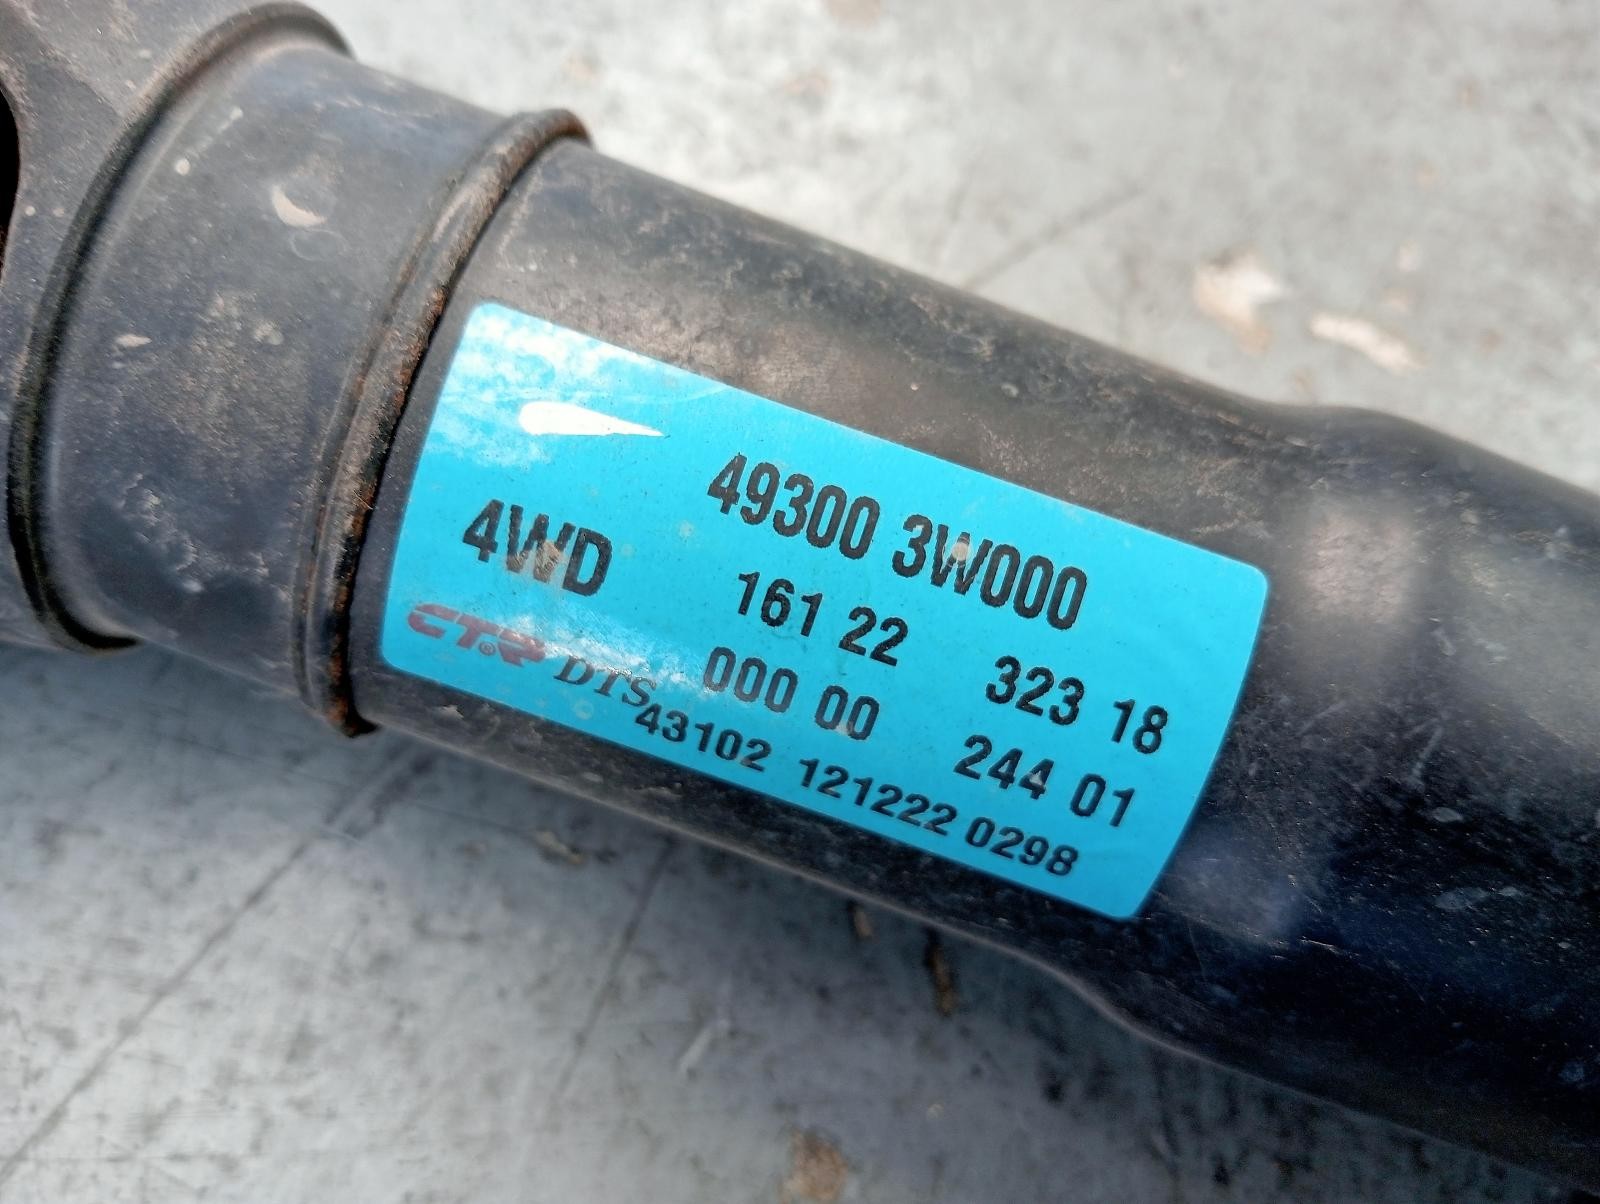 49300 3W000
4WD 161 22 323 18
CTR® DTS 000 00 244 01
43102 121222 0298